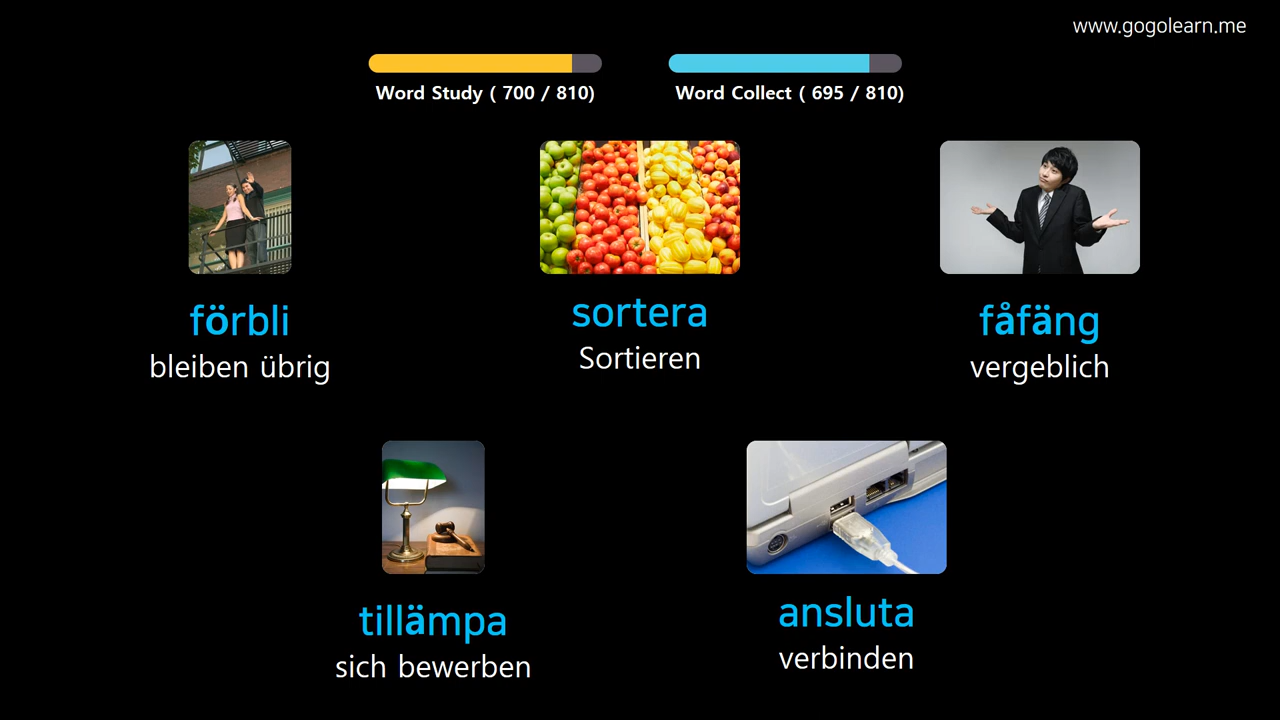 www.gogolearn.me
Word Study ( 700 / 810)
Word Collect ( 695 / 810)
förbli
bleiben übrig
sortera
Sortieren
fåfäng
vergeblich
tillämpa
sich bewerben
ansluta
verbinden